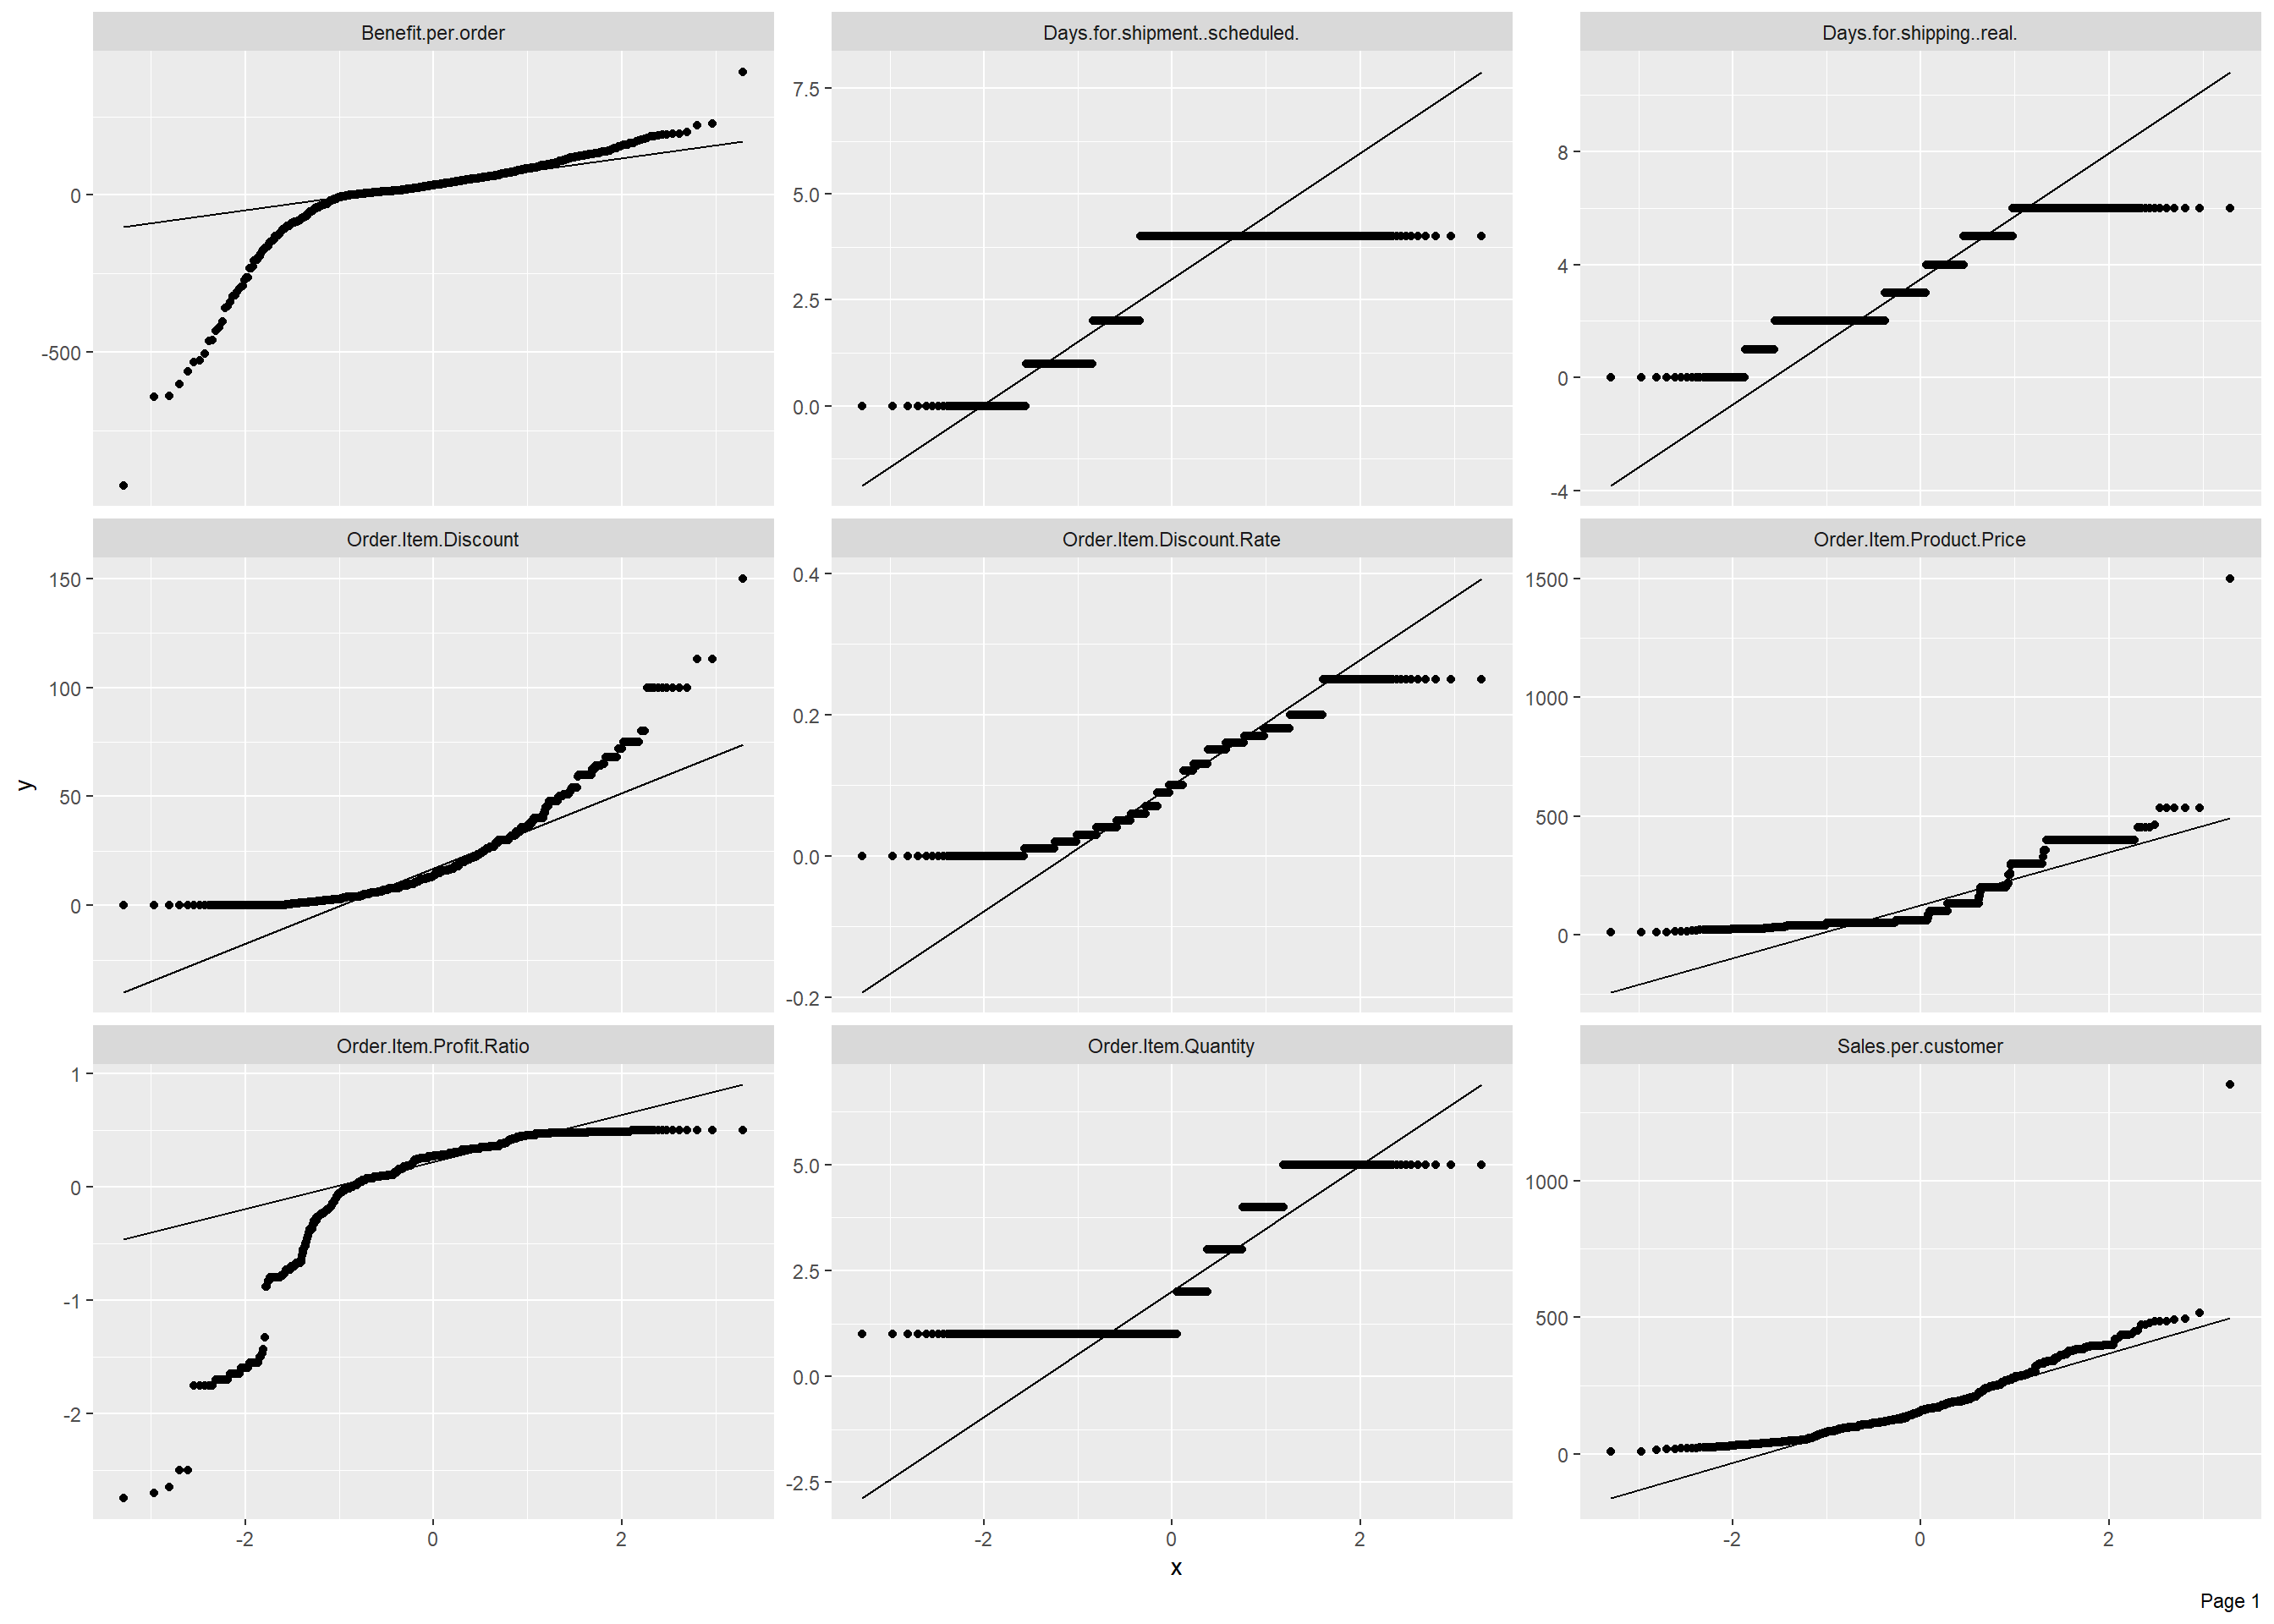 Benefit.per.order
Days.for.shipment..scheduled.
Days.for.shipping..real.
0
-500
7.5
5.0
2.5
0.0
8
4
0
-4
Order.Item.Discount
Order.Item.Discount.Rate
Order.Item.Product.Price
150
100
50
0
0.4
0.2
0.0
-0.2
1500
1000
500
0
y
Order.Item.Profit.Ratio
Order.Item.Quantity
Sales.per.customer
1
0
-1
-2
5.0
2.5
0.0
-2.5
1000
500
0
-2 0 2
-2 0 2
-2 0 2
x
Page 1